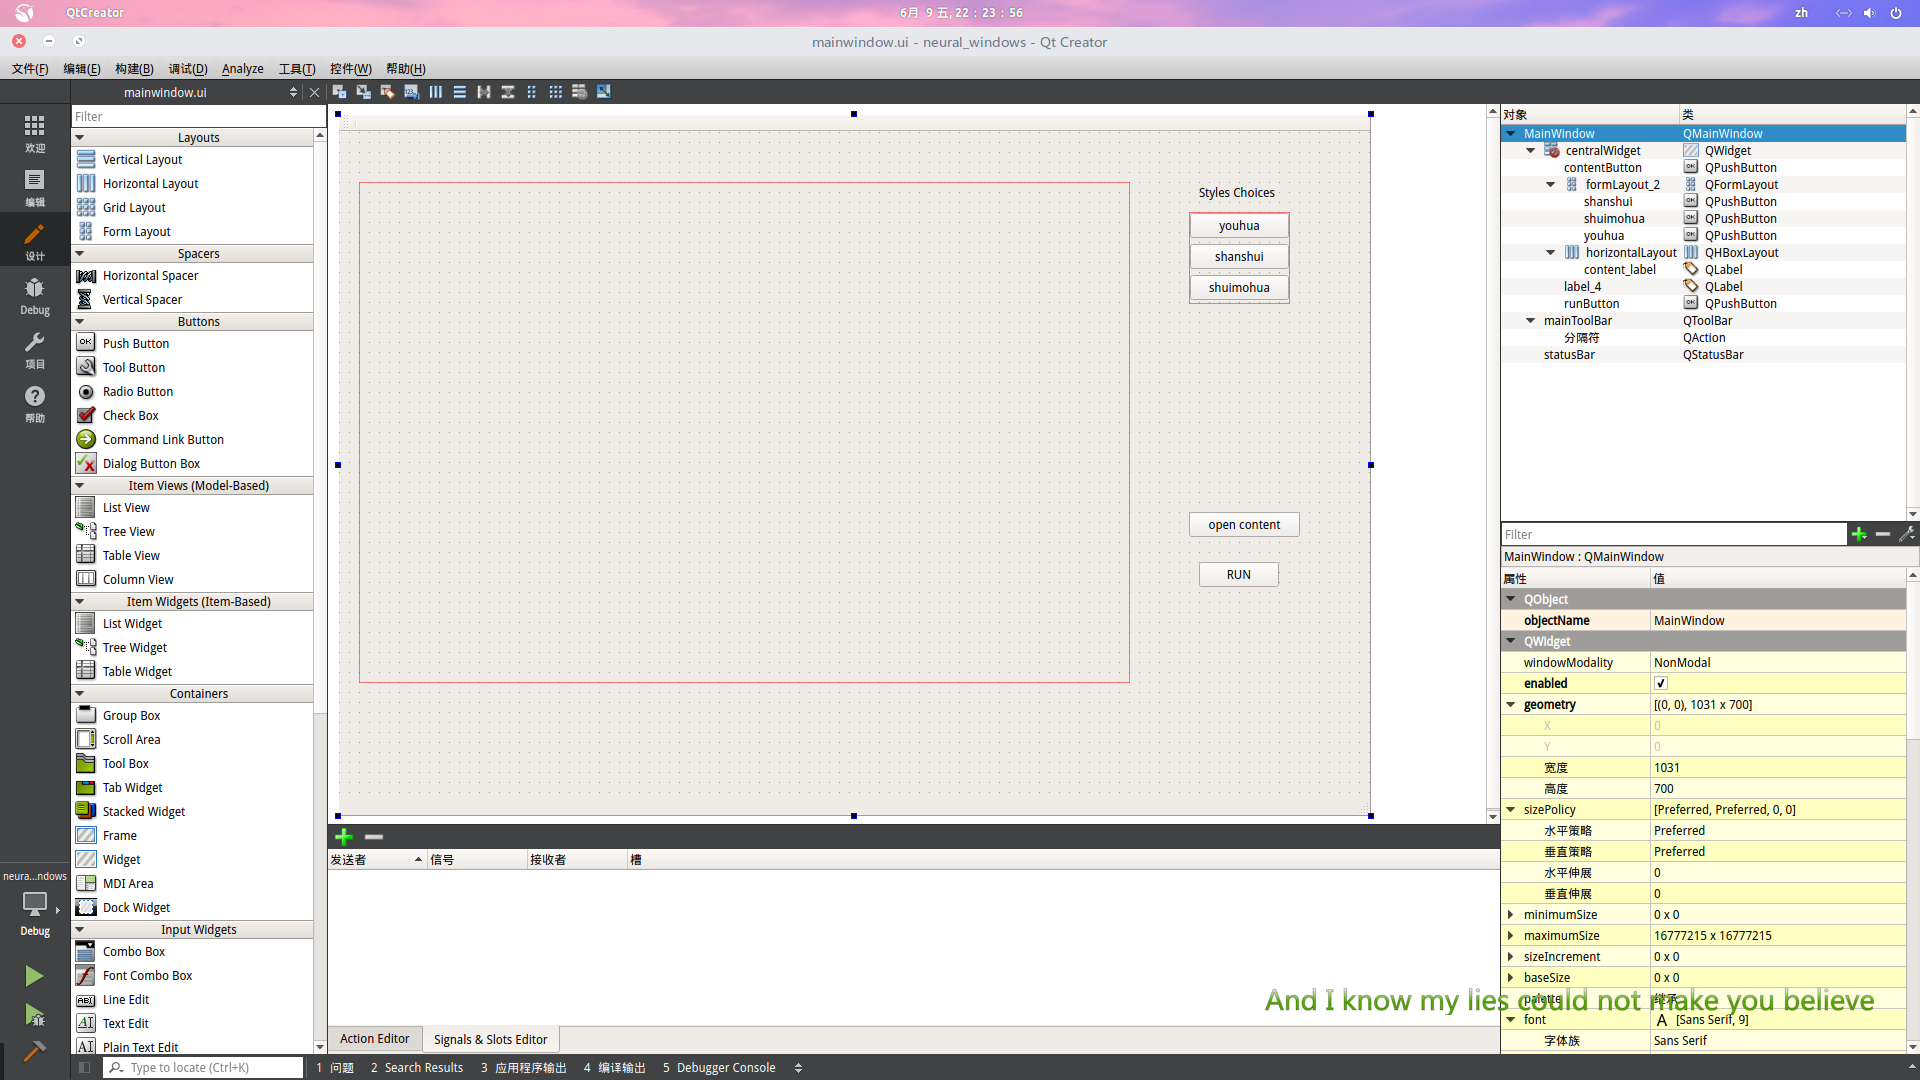 QtCreator
6月 9 五, 22 : 23 : 56
zh
mainwindow.ui - neural_windows - Qt Creator
文件(F) 编辑(E) 构建(B) 调试(D) Analyze 工具(T) 控件(W) 帮助(H)
mainwindow.ui
欢迎
编辑
设计
Debug
项目
帮助
neura...ndows
Debug
Filter
Layouts
Vertical Layout
Horizontal Layout
Grid Layout
Form Layout
Spacers
Horizontal Spacer
Vertical Spacer
Buttons
Push Button
Tool Button
Radio Button
Check Box
Command Link Button
Dialog Button Box
Item Views (Model-Based)
List View
Tree View
Table View
Column View
Item Widgets (Item-Based)
List Widget
Tree Widget
Table Widget
Containers
Group Box
Scroll Area
Tool Box
Tab Widget
Stacked Widget
Frame
Widget
MDI Area
Dock Widget
Input Widgets
Combo Box
Font Combo Box
Line Edit
Text Edit
Plain Text Edit
Styles Choices
youhua
shanshui
shuimohua
open content
RUN
发送者 信号 接收者 槽
Action Editor Signals & Slots Editor
对象 类
MainWindow QMainWindow
centralWidget QWidget
contentButton QPushButton
formLayout_2 QFormLayout
shanshui QPushButton
shuimohua QPushButton
youhua QPushButton
horizontalLayout QHBoxLayout
content_label QLabel
label_4 QLabel
runButton QPushButton
mainToolBar QToolBar
分隔符 QAction
statusBar QStatusBar
Filter
MainWindow : QMainWindow
属性 值
QObject
objectName MainWindow
QWidget
windowModality NonModal
enabled
geometry [(0, 0), 1031 x 700]
X 0
Y 0
宽度 1031
高度 700
sizePolicy [Preferred, Preferred, 0, 0]
水平策略 Preferred
垂直策略 Preferred
水平伸展 0
垂直伸展 0
minimumSize 0 x 0
maximumSize 16777215 x 16777215
sizeIncrement 0 x 0
baseSize 0 x 0
palette 继承
And I know my lies could not make you believe
font A [Sans Serif, 9]
字体族 Sans Serif
Type to locate (Ctrl+K)
1 问题 2 Search Results 3 应用程序输出 4 编译输出 5 Debugger Console